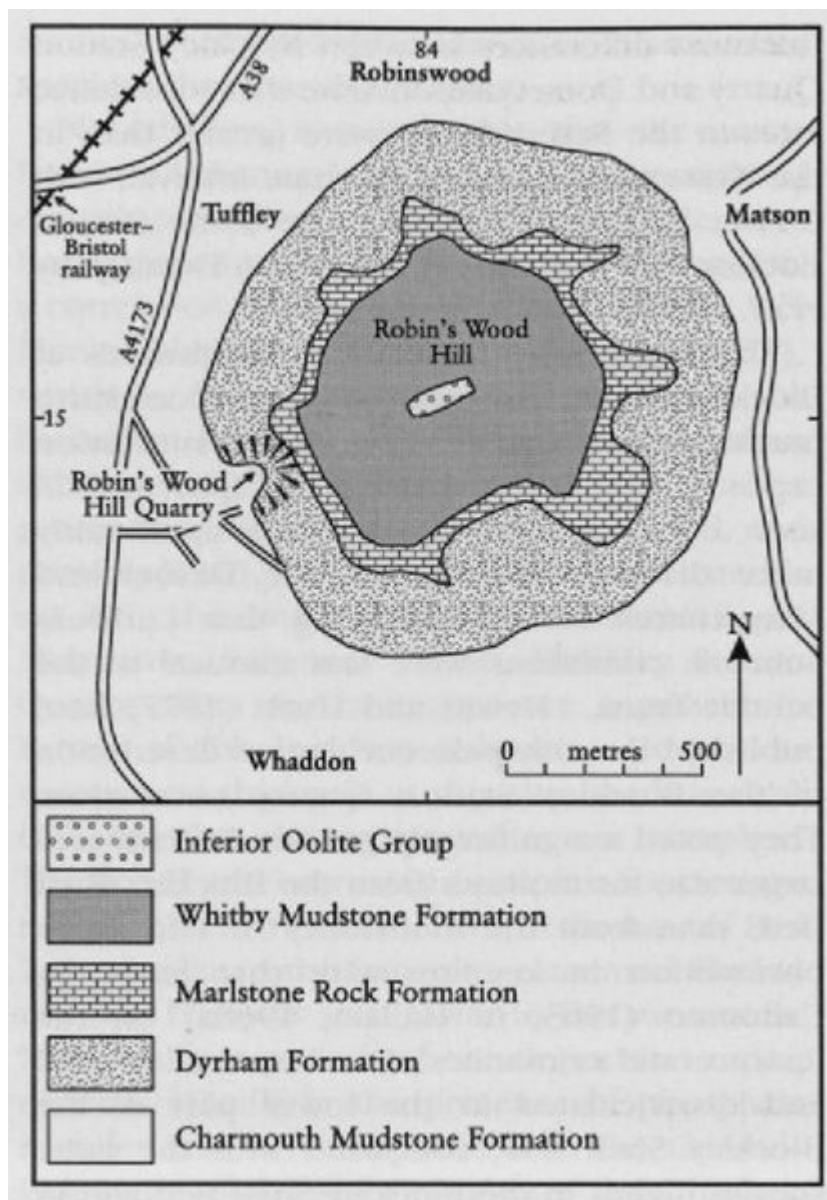 84
Robinswood
A38
Tuffley
Matson
Gloucester–
Bristol
railway
A4173
Robin's Wood
Hill
15
Robin's Wood
Hill Quarry
N
0 metres 500
Whaddon
Inferior Oolite Group
Whitby Mudstone Formation
Marlstone Rock Formation
Dyrham Formation
Charmouth Mudstone Formation